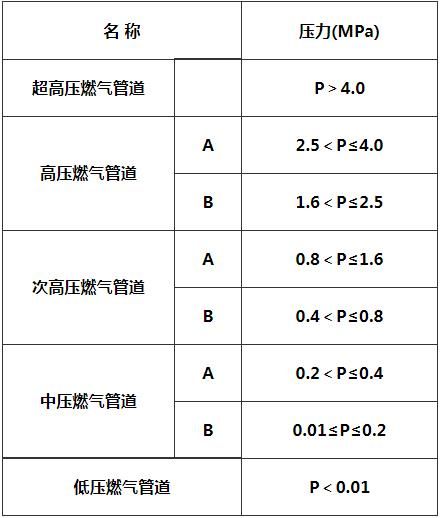 名 称 压力(MPa)
超高压燃气管道 P＞4.0
高压燃气管道 A 2.5＜P≤4.0
B 1.6＜P≤2.5
次高压燃气管道 A 0.8＜P≤1.6
B 0.4＜P≤0.8
中压燃气管道 A 0.2＜P≤0.4
B 0.01≤P≤0.2
低压燃气管道 P＜0.01